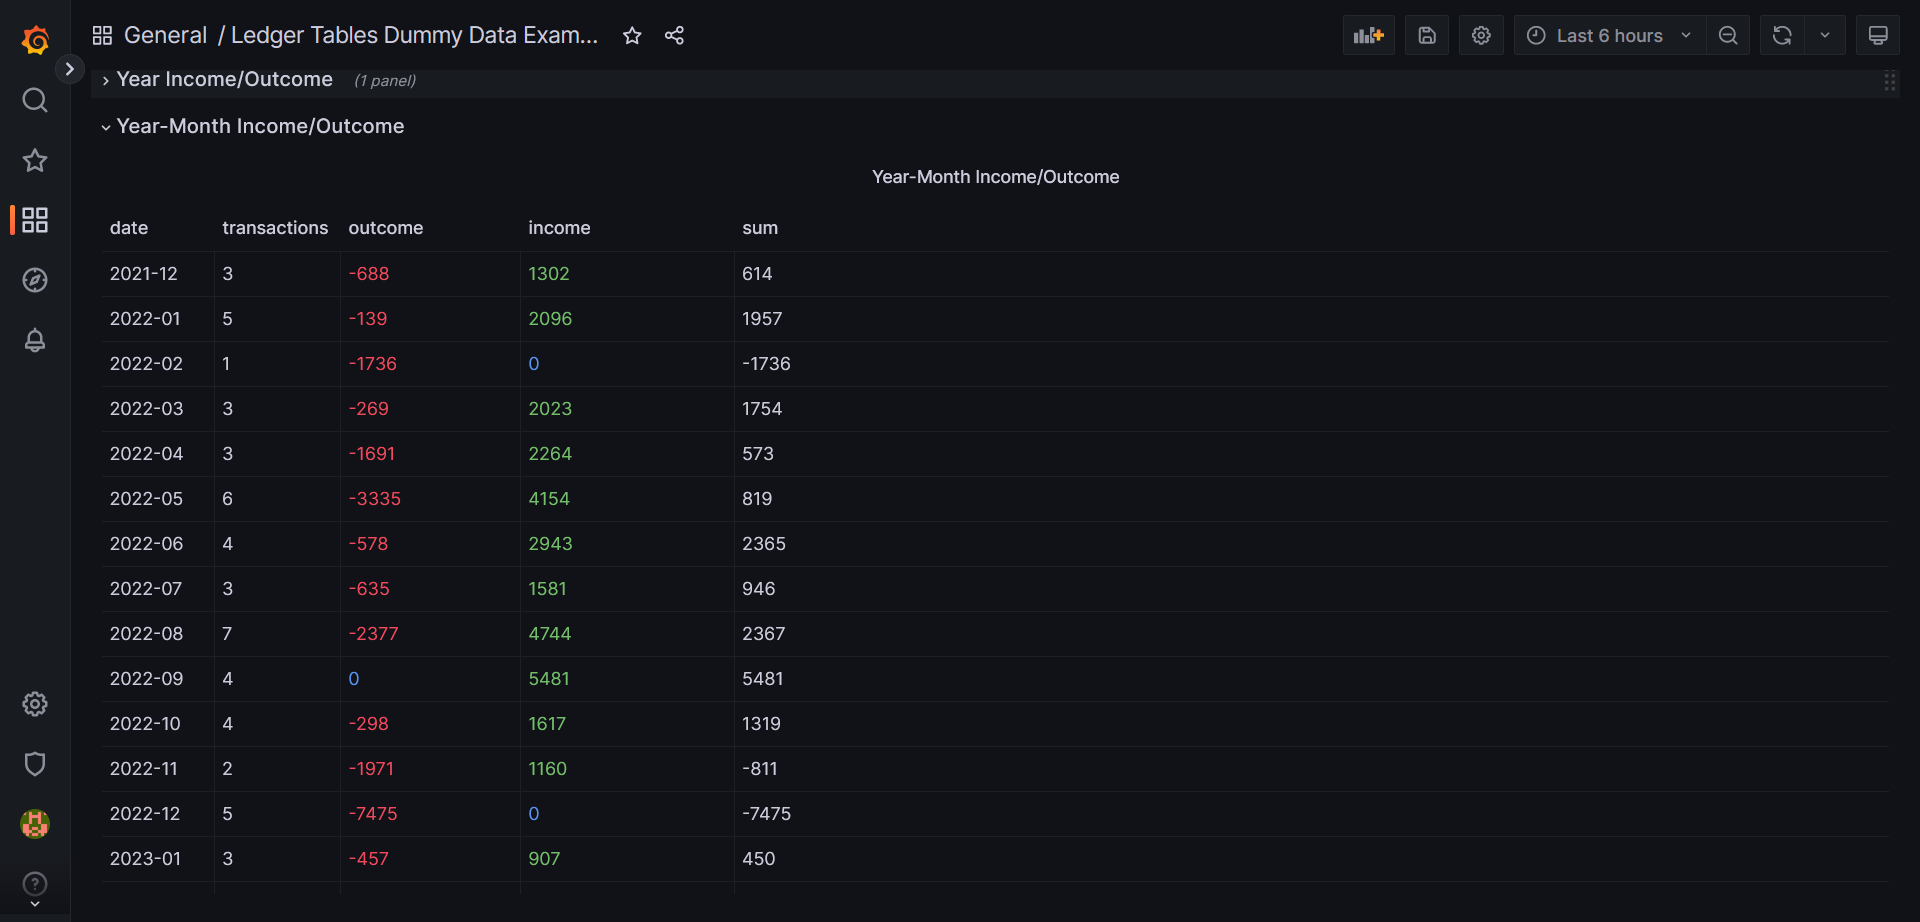 General / Ledger Tables Dummy Data Exam...
Last 6 hours
Year Income/Outcome (1 panel)
Year-Month Income/Outcome
Year-Month Income/Outcome
date transactions outcome income sum
2021-12 3 -688 1302 614
2022-01 5 -139 2096 1957
2022-02 1 -1736 0 -1736
2022-03 3 -269 2023 1754
2022-04 3 -1691 2264 573
2022-05 6 -3335 4154 819
2022-06 4 -578 2943 2365
2022-07 3 -635 1581 946
2022-08 7 -2377 4744 2367
2022-09 4 0 5481 5481
2022-10 4 -298 1617 1319
2022-11 2 -1971 1160 -811
2022-12 5 -7475 0 -7475
2023-01 3 -457 907 450